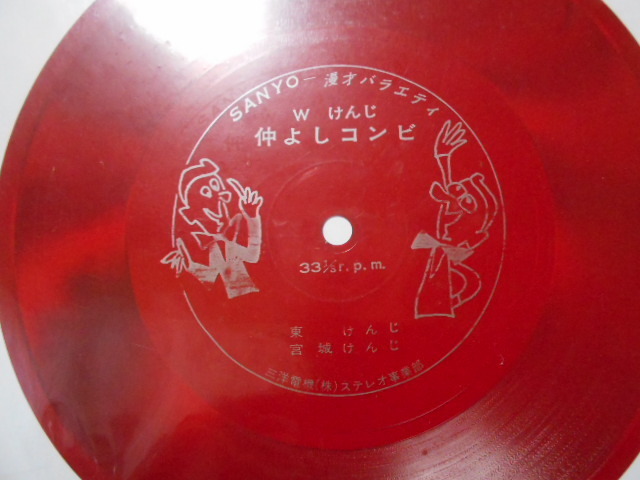 SANYO－漫才バラエティ
W けんじ
仲よしコンビ
33⅓r.p.m.
東 けんじ
宮城けんじ
三洋電機(株)ステレオ事業部